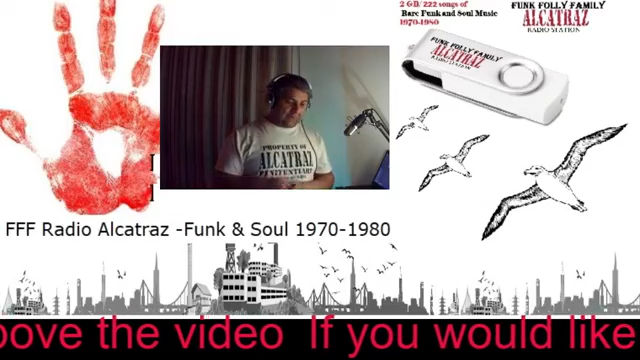 2 GB/ 222 songs of
Rare Funk and Soul Music
1970-1980
FUNK FOLLY FAMILY
ALCATRAZ
RADIO STATION
FUNK FOLLY FAMILY
ALCATRAZ
RADIO STATION
PROPERTY OF
ALCATRAZ
PENITENTIARY
FFF Radio Alcatraz -Funk & Soul 1970-1980
bove the video If you would like